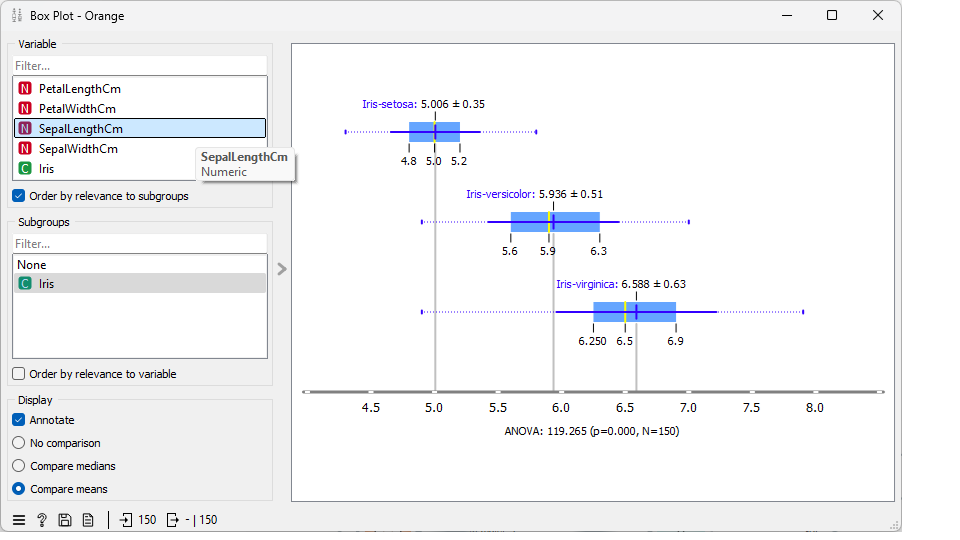 Box Plot - Orange
Variable
Filter...
N PetalLengthCm
N PetalWidthCm
N SepalLengthCm
N SepalWidthCm
C Iris
SepalLengthCm
Numeric
Order by relevance to subgroups
Subgroups
Filter...
None
C Iris
Order by relevance to variable
Display
Annotate
No comparison
Compare medians
Compare means
? 150 - | 150
Iris-setosa: 5.006 ± 0.35
4.8 5.0 5.2
Iris-versicolor: 5.936 ± 0.51
5.6 5.9 6.3
Iris-virginica: 6.588 ± 0.63
6.250 6.5 6.9
4.5 5.0 5.5 6.0 6.5 7.0 7.5 8.0
ANOVA: 119.265 (p=0.000, N=150)